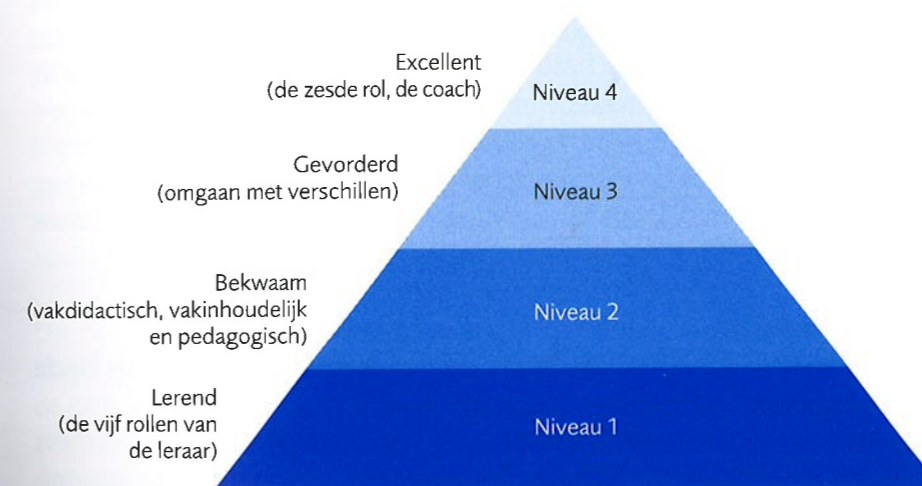 Excellent
(de zesde rol, de coach)
Niveau 4
Gevorderd
(omgaan met verschillen)
Niveau 3
Bekwaam
(vakdidactisch, vakinhoudelijk
en pedagogisch)
Niveau 2
Lerend
(de vijf rollen van
de leraar)
Niveau 1